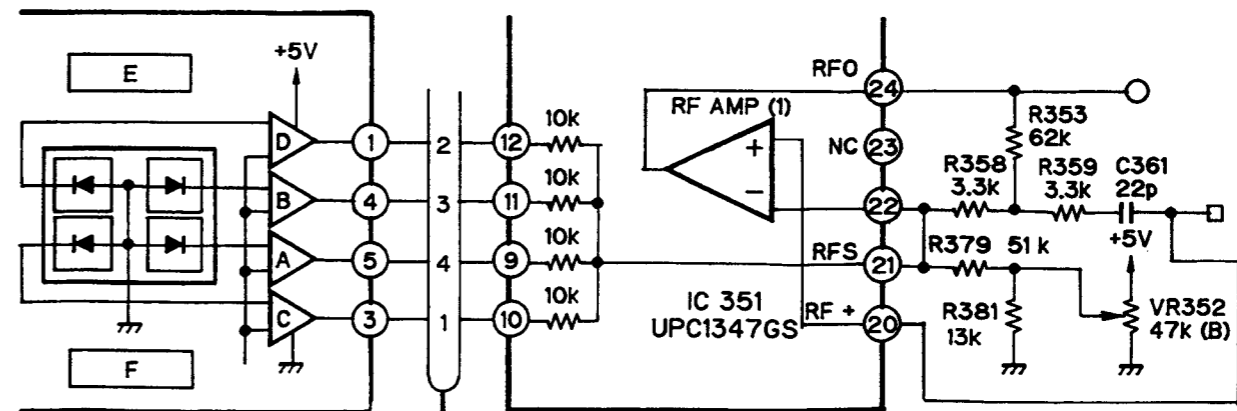 E
+5V
D
B
A
C
F
1
4
5
3
2
3
4
1
12
11
9
10
10k
10k
10k
10k
RF AMP (1)
+
−
IC 351
UPC1347GS
RFO
NC
RFS
RF +
24
23
22
21
20
R353
62k
R358
3.3k
R359
3.3k
C361
22p
R379 51k
R381
13k
+5V
VR352
47k (B)